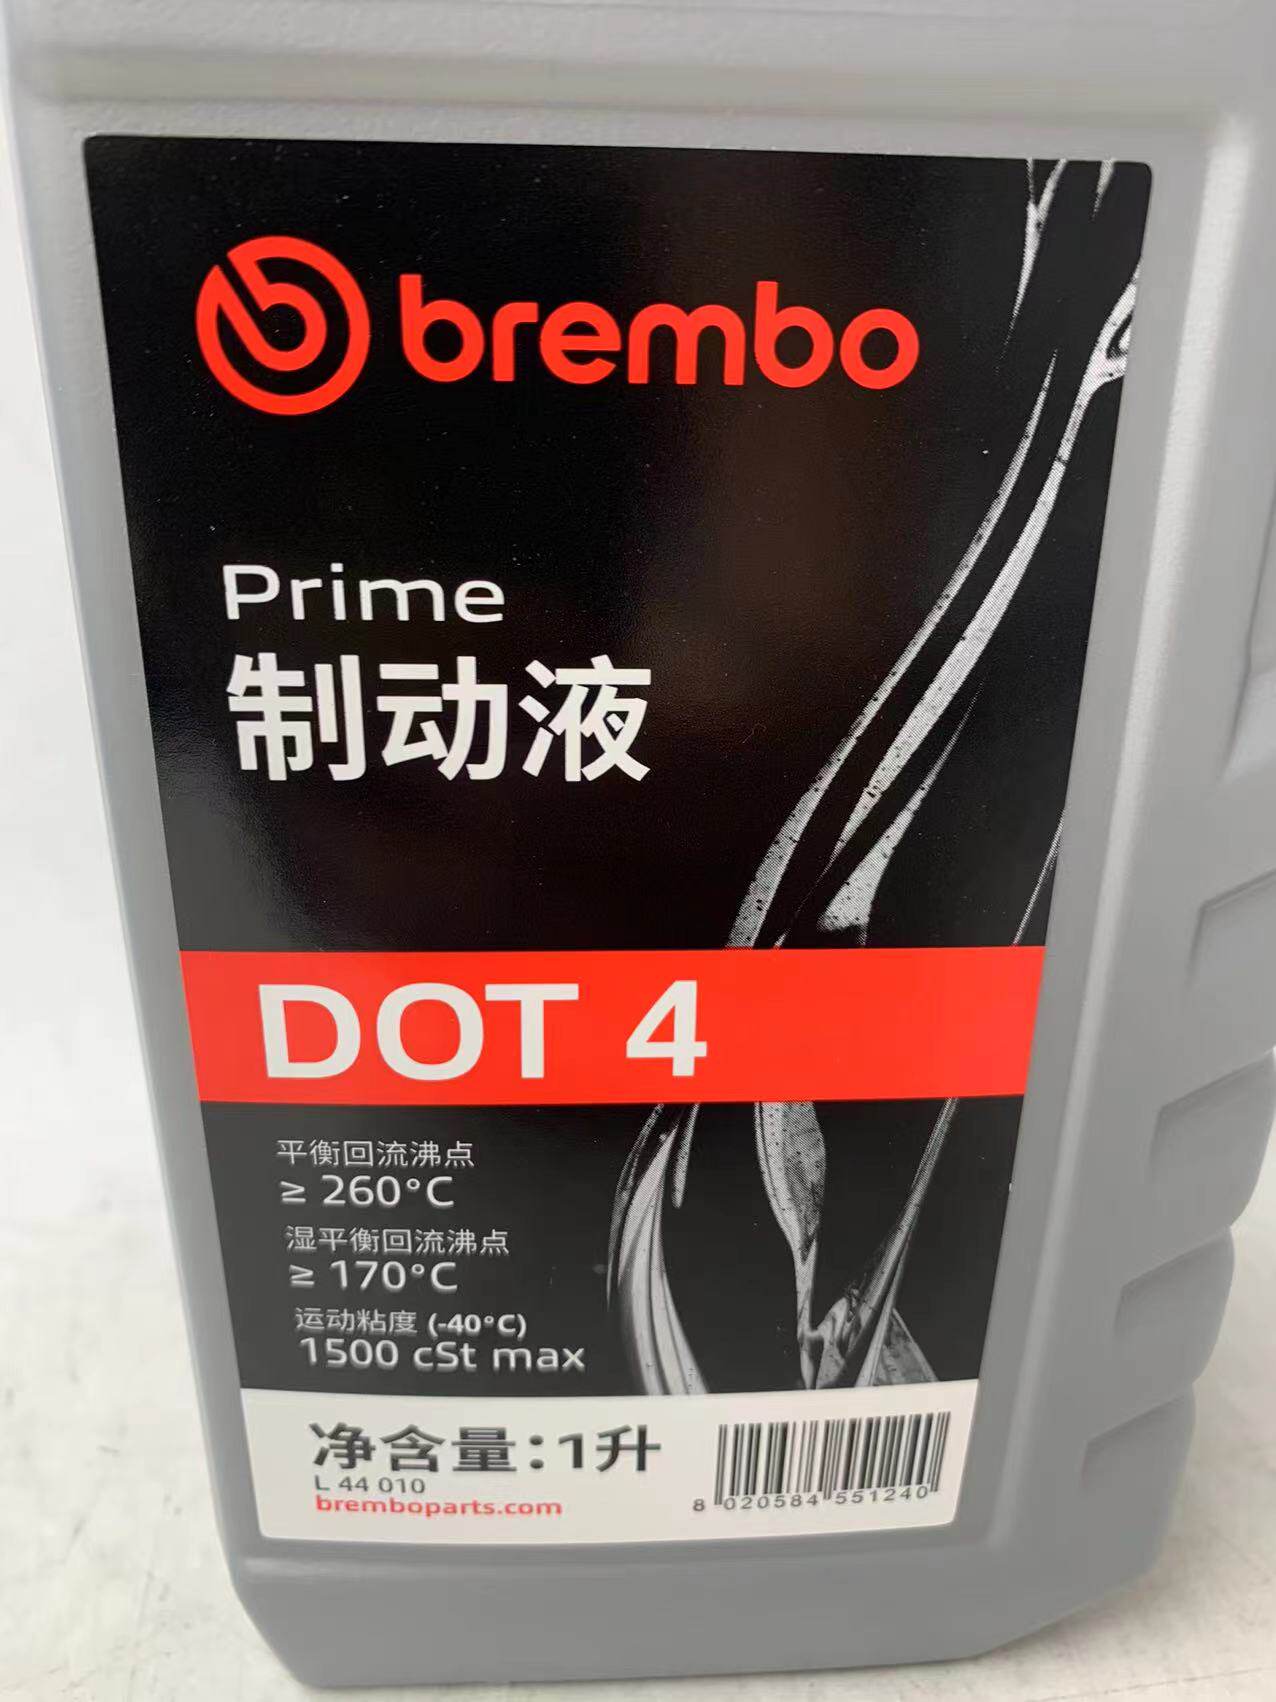 brembo
Prime
制动液
DOT 4
平衡回流沸点
≥ 260°C
湿平衡回流沸点
≥ 170°C
运动粘度 (-40°C)
1500 cSt max
净含量:1升
L 44 010
bremboparts.com
8 020584 551240